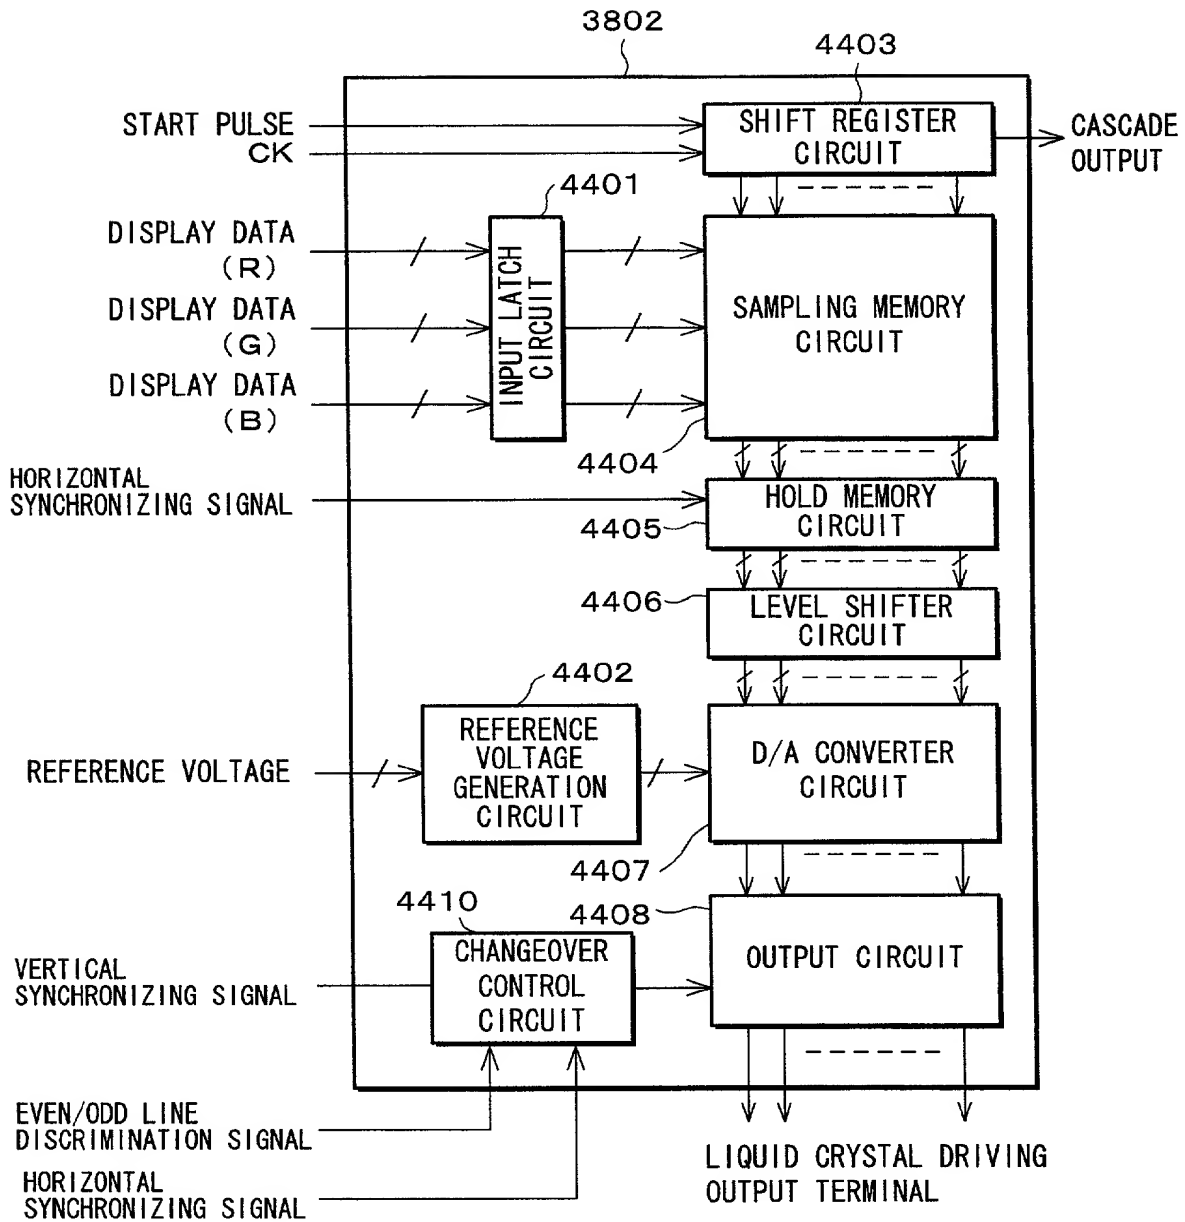 3802
4403
START PULSE
CK
SHIFT REGISTER
CIRCUIT
CASCADE
OUTPUT
4401
DISPLAY DATA
(R)
DISPLAY DATA
(G)
DISPLAY DATA
(B)
INPUT LATCH
CIRCUIT
SAMPLING MEMORY
CIRCUIT
4404
HORIZONTAL
SYNCHRONIZING SIGNAL
HOLD MEMORY
CIRCUIT
4405
4406
LEVEL SHIFTER
CIRCUIT
4402
REFERENCE VOLTAGE
REFERENCE
VOLTAGE
GENERATION
CIRCUIT
D/A CONVERTER
CIRCUIT
4407
4410
4408
VERTICAL
SYNCHRONIZING SIGNAL
CHANGEOVER
CONTROL
CIRCUIT
OUTPUT CIRCUIT
EVEN/ODD LINE
DISCRIMINATION SIGNAL
HORIZONTAL
SYNCHRONIZING SIGNAL
LIQUID CRYSTAL DRIVING
OUTPUT TERMINAL